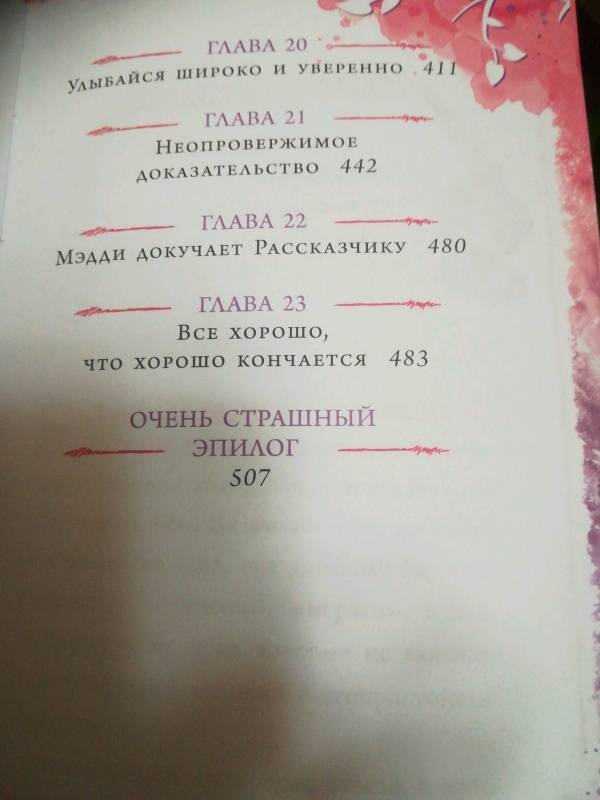 ГЛАВА 20
Улыбайся широко и уверенно 411
ГЛАВА 21
Неопровержимое
доказательство 442
ГЛАВА 22
Мэдди докучает Рассказчику 480
ГЛАВА 23
Все хорошо,
что хорошо кончается 483
ОЧЕНЬ СТРАШНЫЙ
ЭПИЛОГ
507